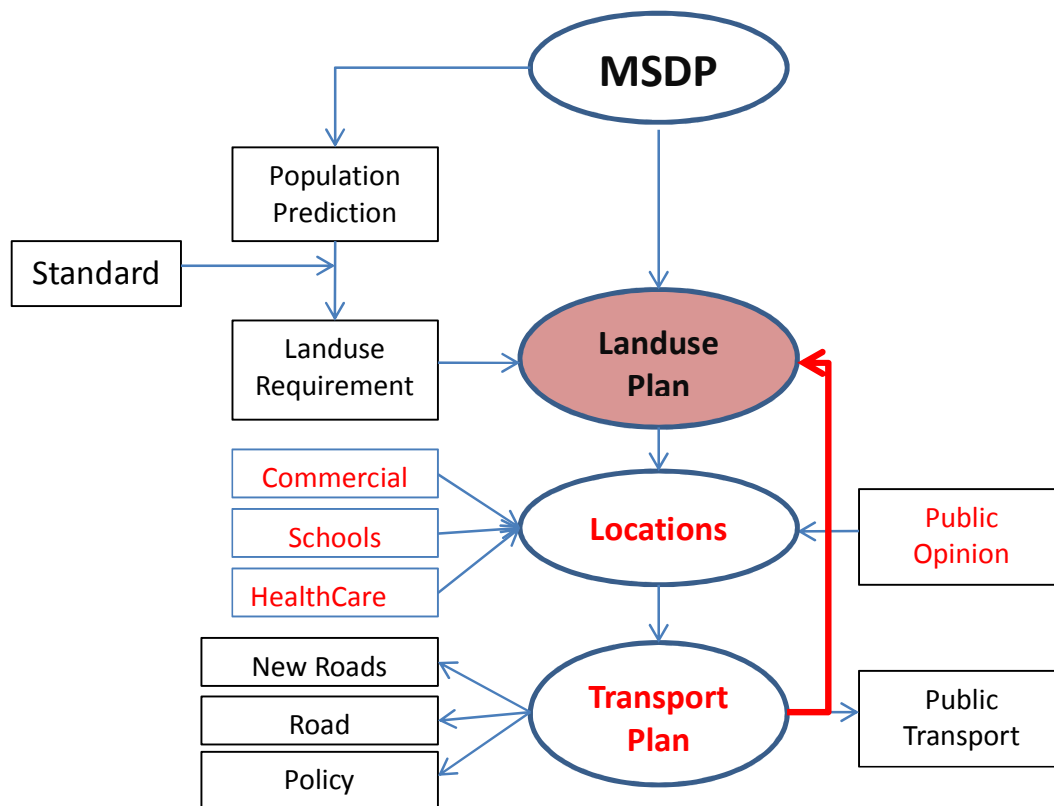 MSDP
Population
Prediction
Standard
Landuse
Requirement
Landuse
Plan
Commercial
Schools
HealthCare
Locations
Public
Opinion
New Roads
Road
Policy
Transport
Plan
Public
Transport